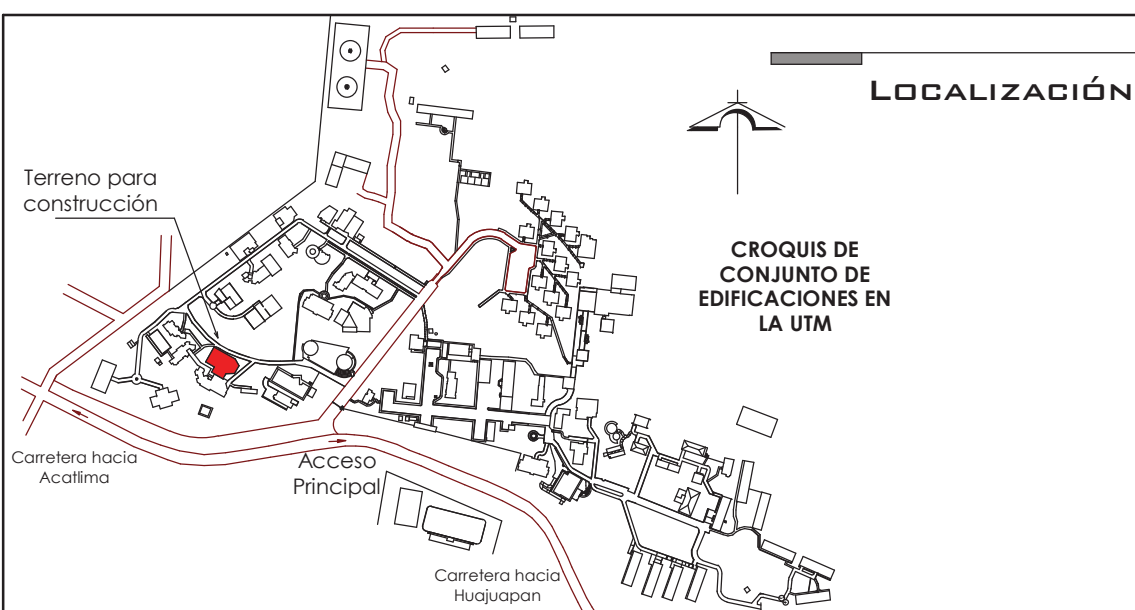 LOCALIZACIÓN
Terreno para
construcción
CROQUIS DE
CONJUNTO DE
EDIFICACIONES EN
LA UTM
Carretera hacia
Acatlima
Acceso
Principal
Carretera hacia
Huajuapan